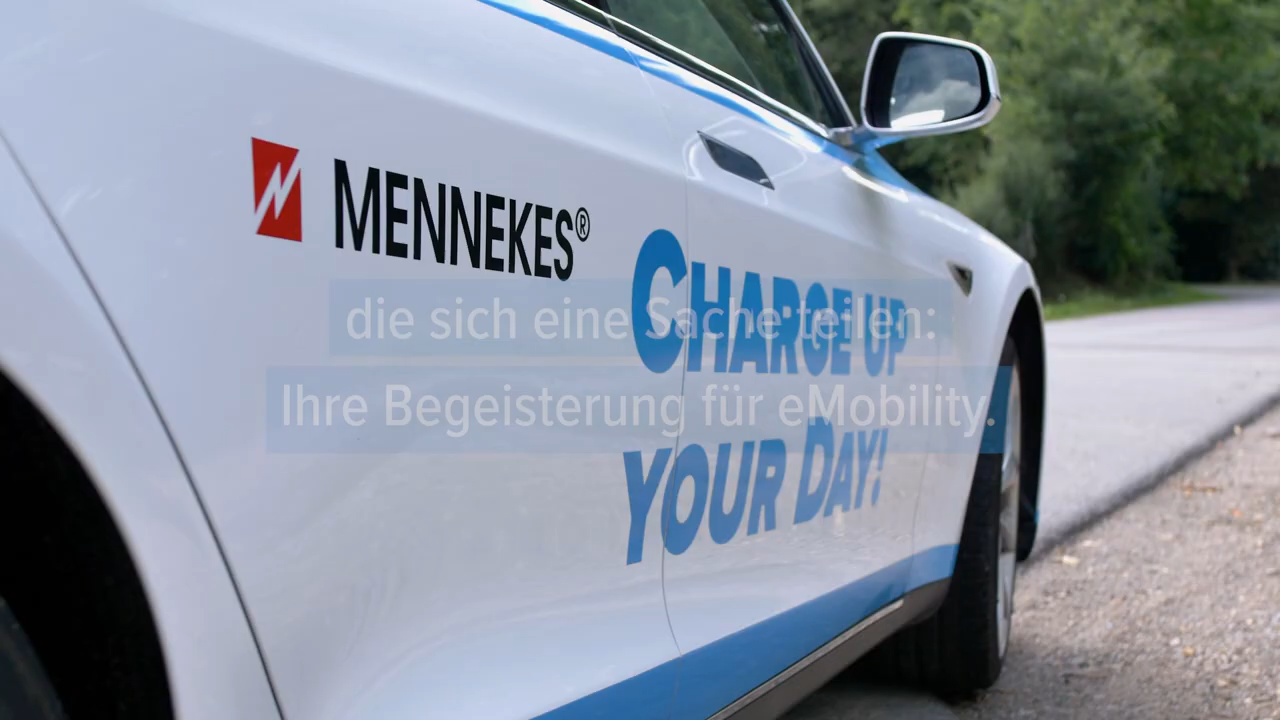 MENNEKES®
CHARGE UP
YOUR DAY!
die sich eine Sache teilen:
Ihre Begeisterung für eMobility.